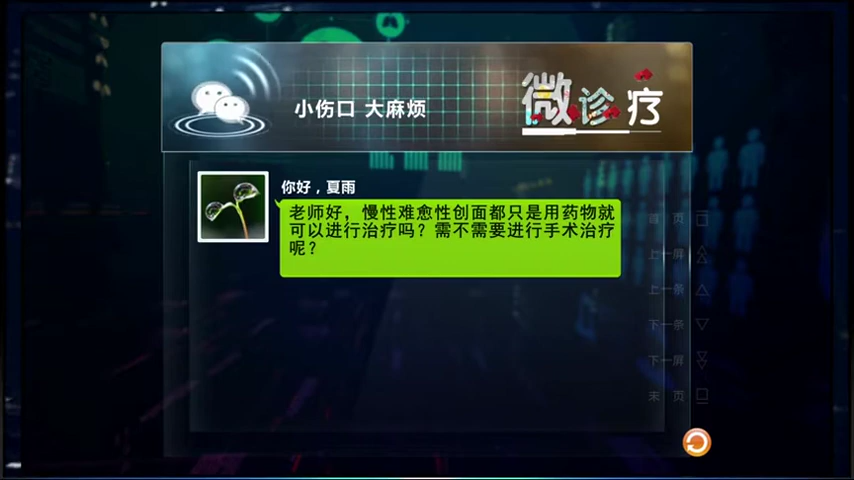 小伤口 大麻烦
微诊疗
你好，夏雨
老师好，慢性难愈性创面都只是用药物就
可以进行治疗吗？需不需要进行手术治疗
呢？
首 页
上一屏
上一条
下一条
下一屏
末 页